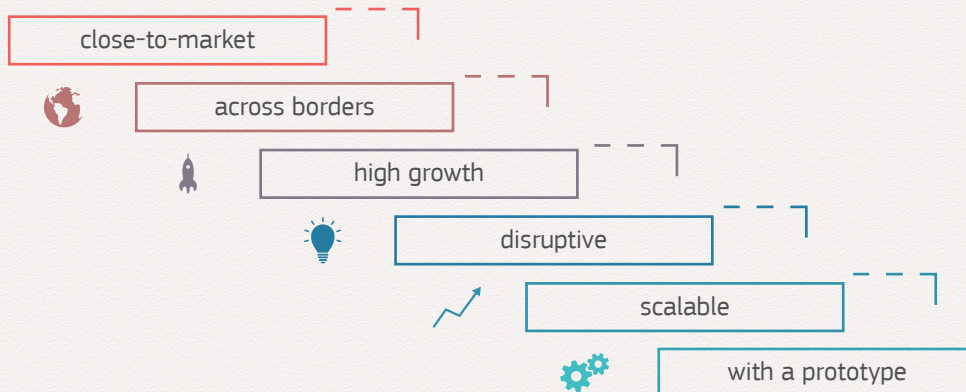 close-to-market
across borders
high growth
disruptive
scalable
with a prototype